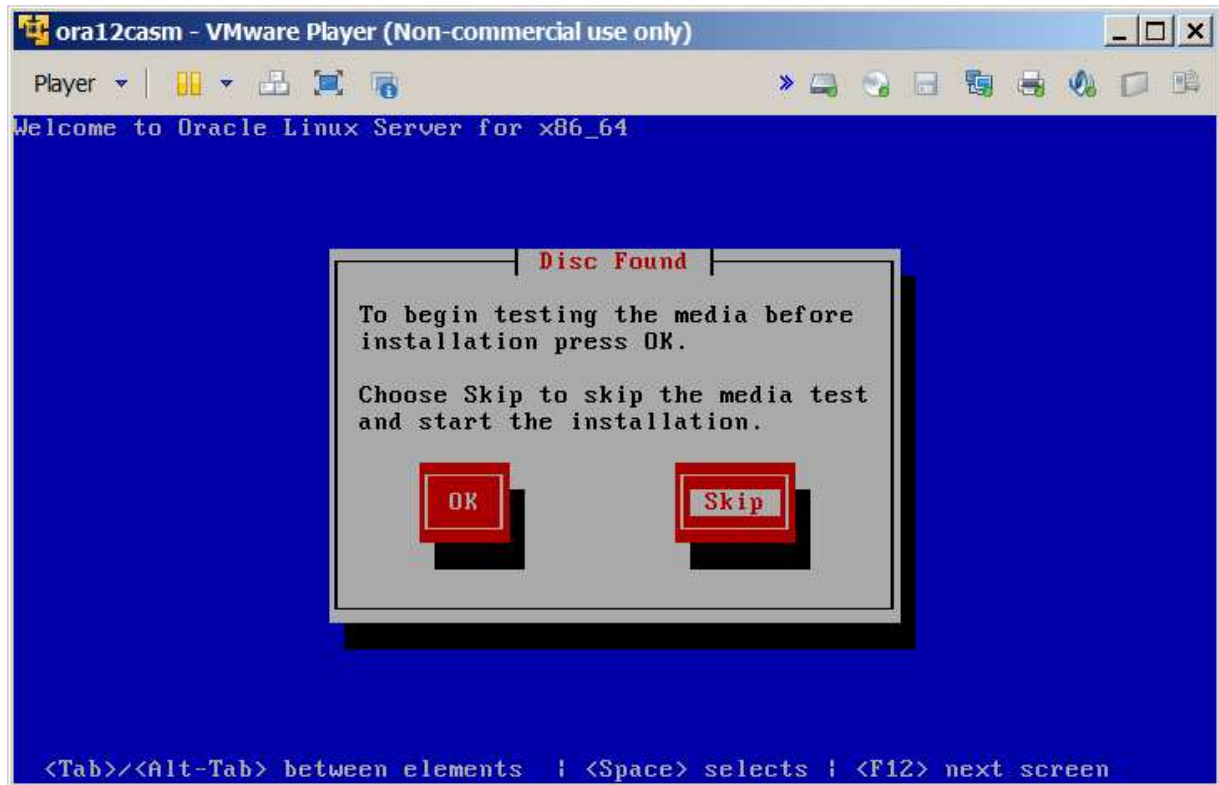 ora12casm - VMware Player (Non-commercial use only)
Player
Welcome to Oracle Linux Server for x86_64
Disc Found
To begin testing the media before
installation press OK.
Choose Skip to skip the media test
and start the installation.
OK Skip
<Tab>/<Alt-Tab> between elements | <Space> selects | <F12> next screen